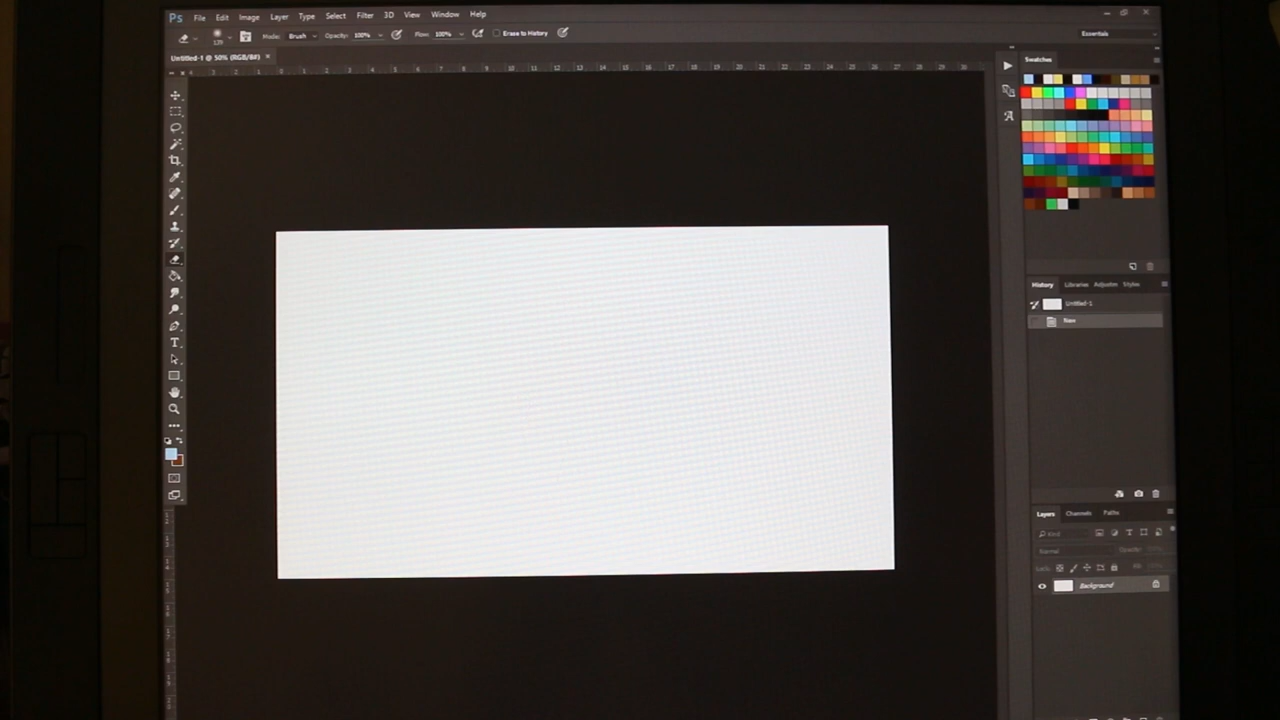 Ps File Edit Image Layer Type Select Filter 3D View Window Help
Mode: Brush Opacity: 100% Flow: 100% Erase to History Essentials
Untitled-1 @ 50% (RGB/8#) ×
Swatches
History Libraries Adjustm Styles
Untitled-1
New
Layers Channels Paths
Kind
Normal Opacity:
Lock:
Background